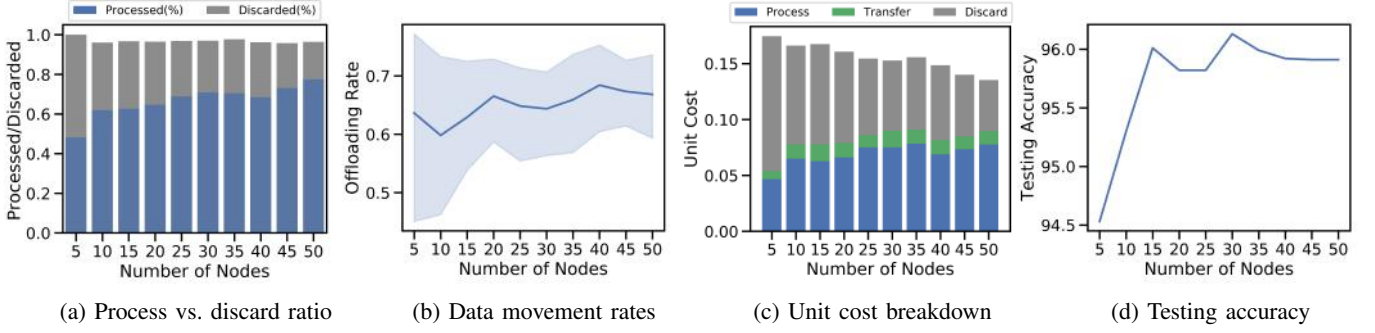 Processed(%) Discarded(%)
Processed/Discarded
1.0
0.8
0.6
0.4
0.2
0.0
5 10 15 20 25 30 35 40 45 50
Number of Nodes
(a) Process vs. discard ratio
Offloading Rate
0.7
0.6
0.5
5 10 15 20 25 30 35 40 45 50
Number of Nodes
(b) Data movement rates
Process Transfer Discard
Unit Cost
0.15
0.10
0.05
0.00
5 10 15 20 25 30 35 40 45 50
Number of Nodes
(c) Unit cost breakdown
Testing Accuracy
96.0
95.5
95.0
94.5
5 10 15 20 25 30 35 40 45 50
Number of Nodes
(d) Testing accuracy